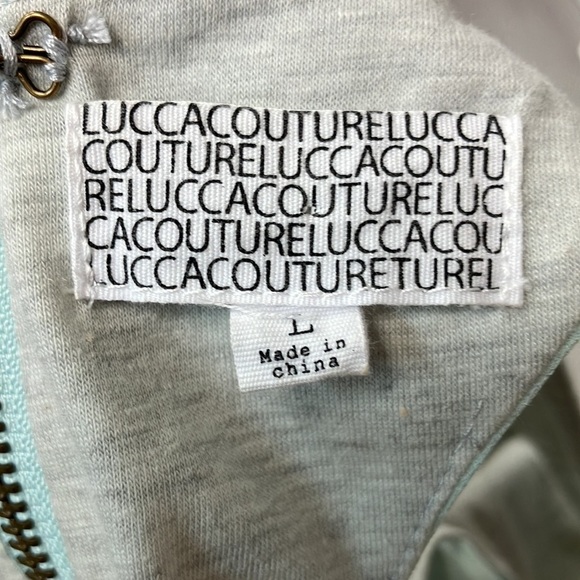 LUCCACOUTURELUCCA
COUTURELUCCACOUTU
RELUCCACOUTURELUC
CACOUTURELUCCACOU
LUCCACOUTURETUREL
L
Made in
china